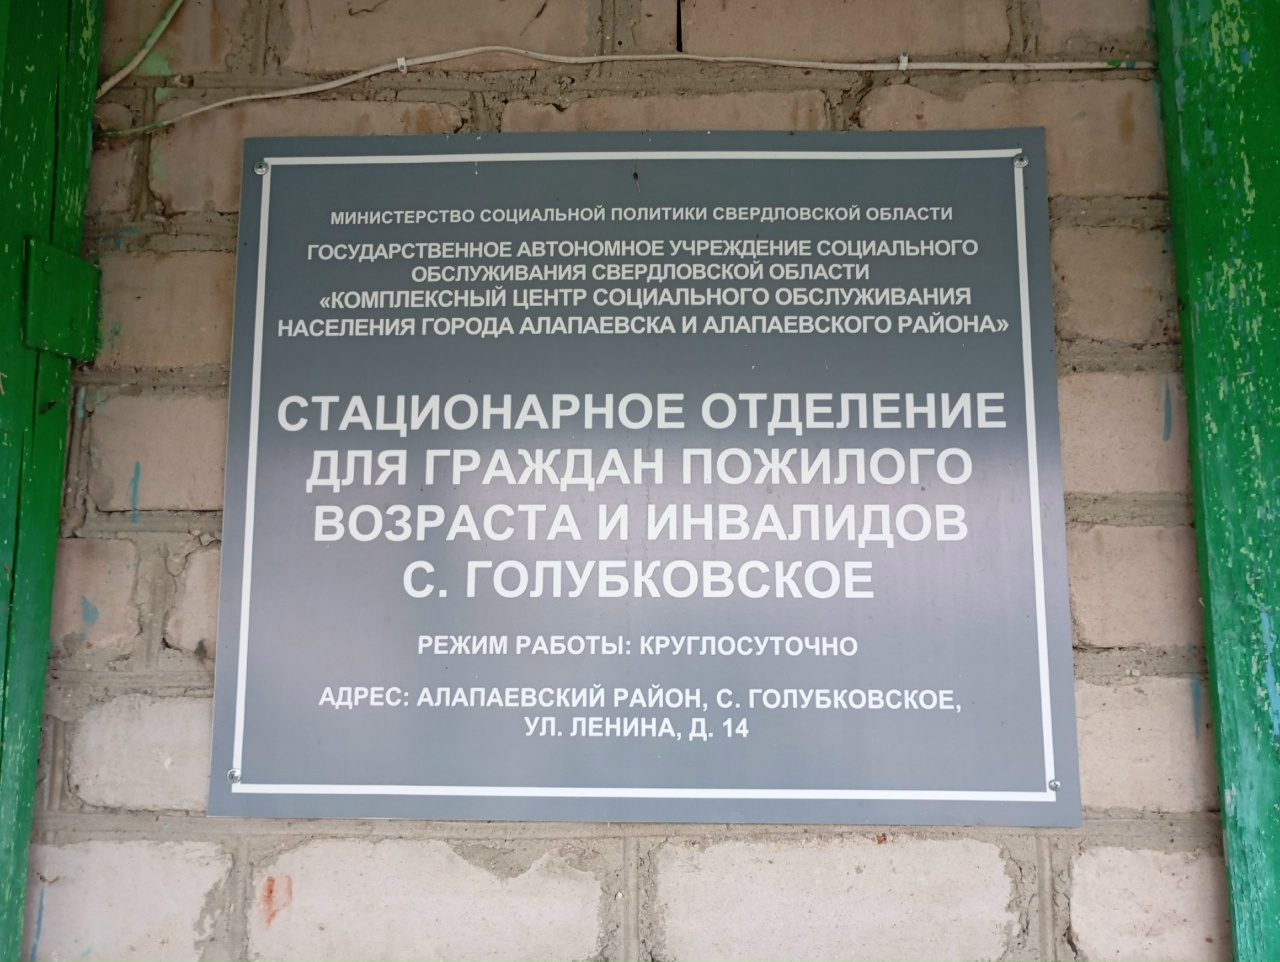 МИНИСТЕРСТВО СОЦИАЛЬНОЙ ПОЛИТИКИ СВЕРДЛОВСКОЙ ОБЛАСТИ
ГОСУДАРСТВЕННОЕ АВТОНОМНОЕ УЧРЕЖДЕНИЕ СОЦИАЛЬНОГО
ОБСЛУЖИВАНИЯ СВЕРДЛОВСКОЙ ОБЛАСТИ
«КОМПЛЕКСНЫЙ ЦЕНТР СОЦИАЛЬНОГО ОБСЛУЖИВАНИЯ
НАСЕЛЕНИЯ ГОРОДА АЛАПАЕВСКА И АЛАПАЕВСКОГО РАЙОНА»
СТАЦИОНАРНОЕ ОТДЕЛЕНИЕ
ДЛЯ ГРАЖДАН ПОЖИЛОГО
ВОЗРАСТА И ИНВАЛИДОВ
С. ГОЛУБКОВСКОЕ
РЕЖИМ РАБОТЫ: КРУГЛОСУТОЧНО
АДРЕС: АЛАПАЕВСКИЙ РАЙОН, С. ГОЛУБКОВСКОЕ,
УЛ. ЛЕНИНА, Д. 14